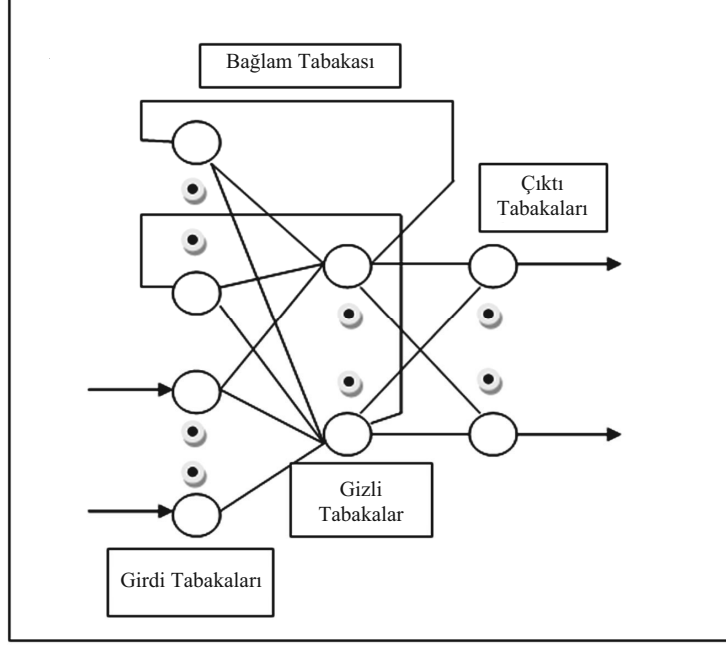 Bağlam Tabakası
Çıktı
Tabakaları
Gizli
Tabakalar
Girdi Tabakaları